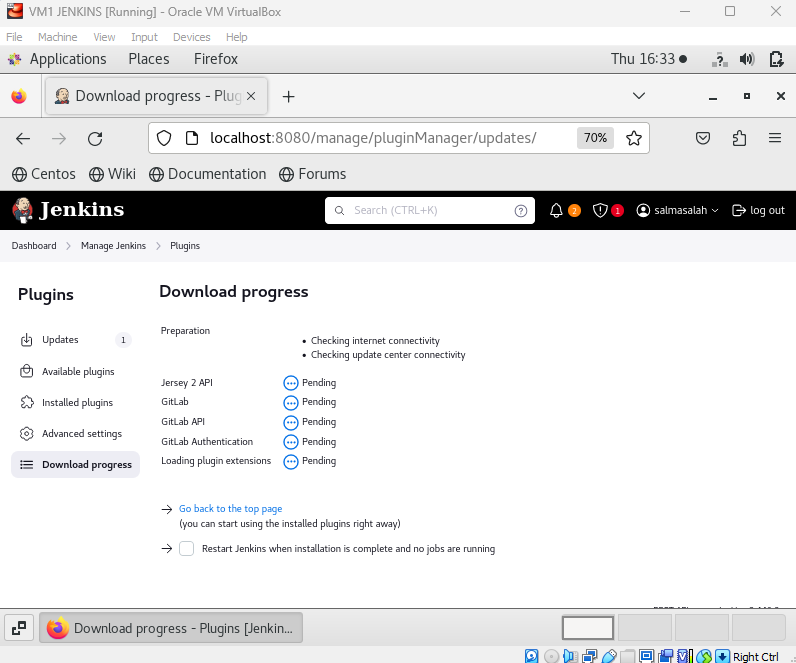 VM1 JENKINS [Running] - Oracle VM VirtualBox
File Machine View Input Devices Help
Applications Places Firefox Thu 16:33
Download progress - Plug
localhost:8080/manage/pluginManager/updates/ 70%
Centos Wiki Documentation Forums
Jenkins Search (CTRL+K) 2 1 salmasalah log out
Dashboard Manage Jenkins Plugins
Plugins
Updates 1
Available plugins
Installed plugins
Advanced settings
Download progress
Download progress
Preparation
Checking internet connectivity
Checking update center connectivity
Jersey 2 API Pending
GitLab Pending
GitLab API Pending
GitLab Authentication Pending
Loading plugin extensions Pending
Go back to the top page
(you can start using the installed plugins right away)
Restart Jenkins when installation is complete and no jobs are running
Download progress - Plugins [Jenkin...
Right Ctrl